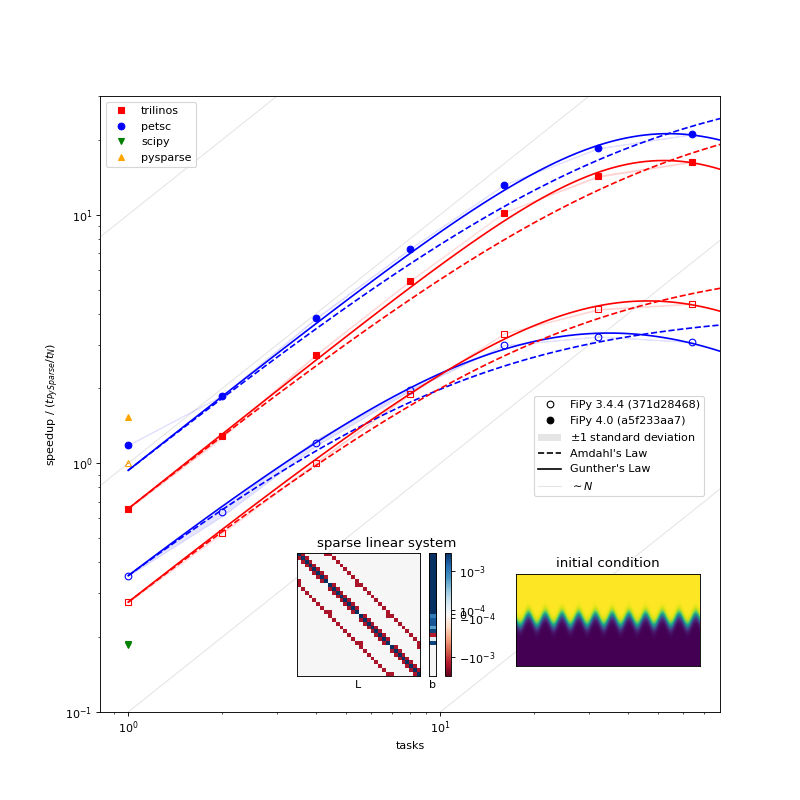 trilinos
petsc
scipy
pysparse
10¹
10⁰
10⁻¹
speedup / (t_PySparse/t_N)
FiPy 3.4.4 (371d28468)
FiPy 4.0 (a5f233aa7)
±1 standard deviation
Amdahl's Law
Gunther's Law
~N
sparse linear system
10⁻³
10⁻⁴
0
−10⁻⁴
−10⁻³
L
b
initial condition
10⁰
10¹
tasks